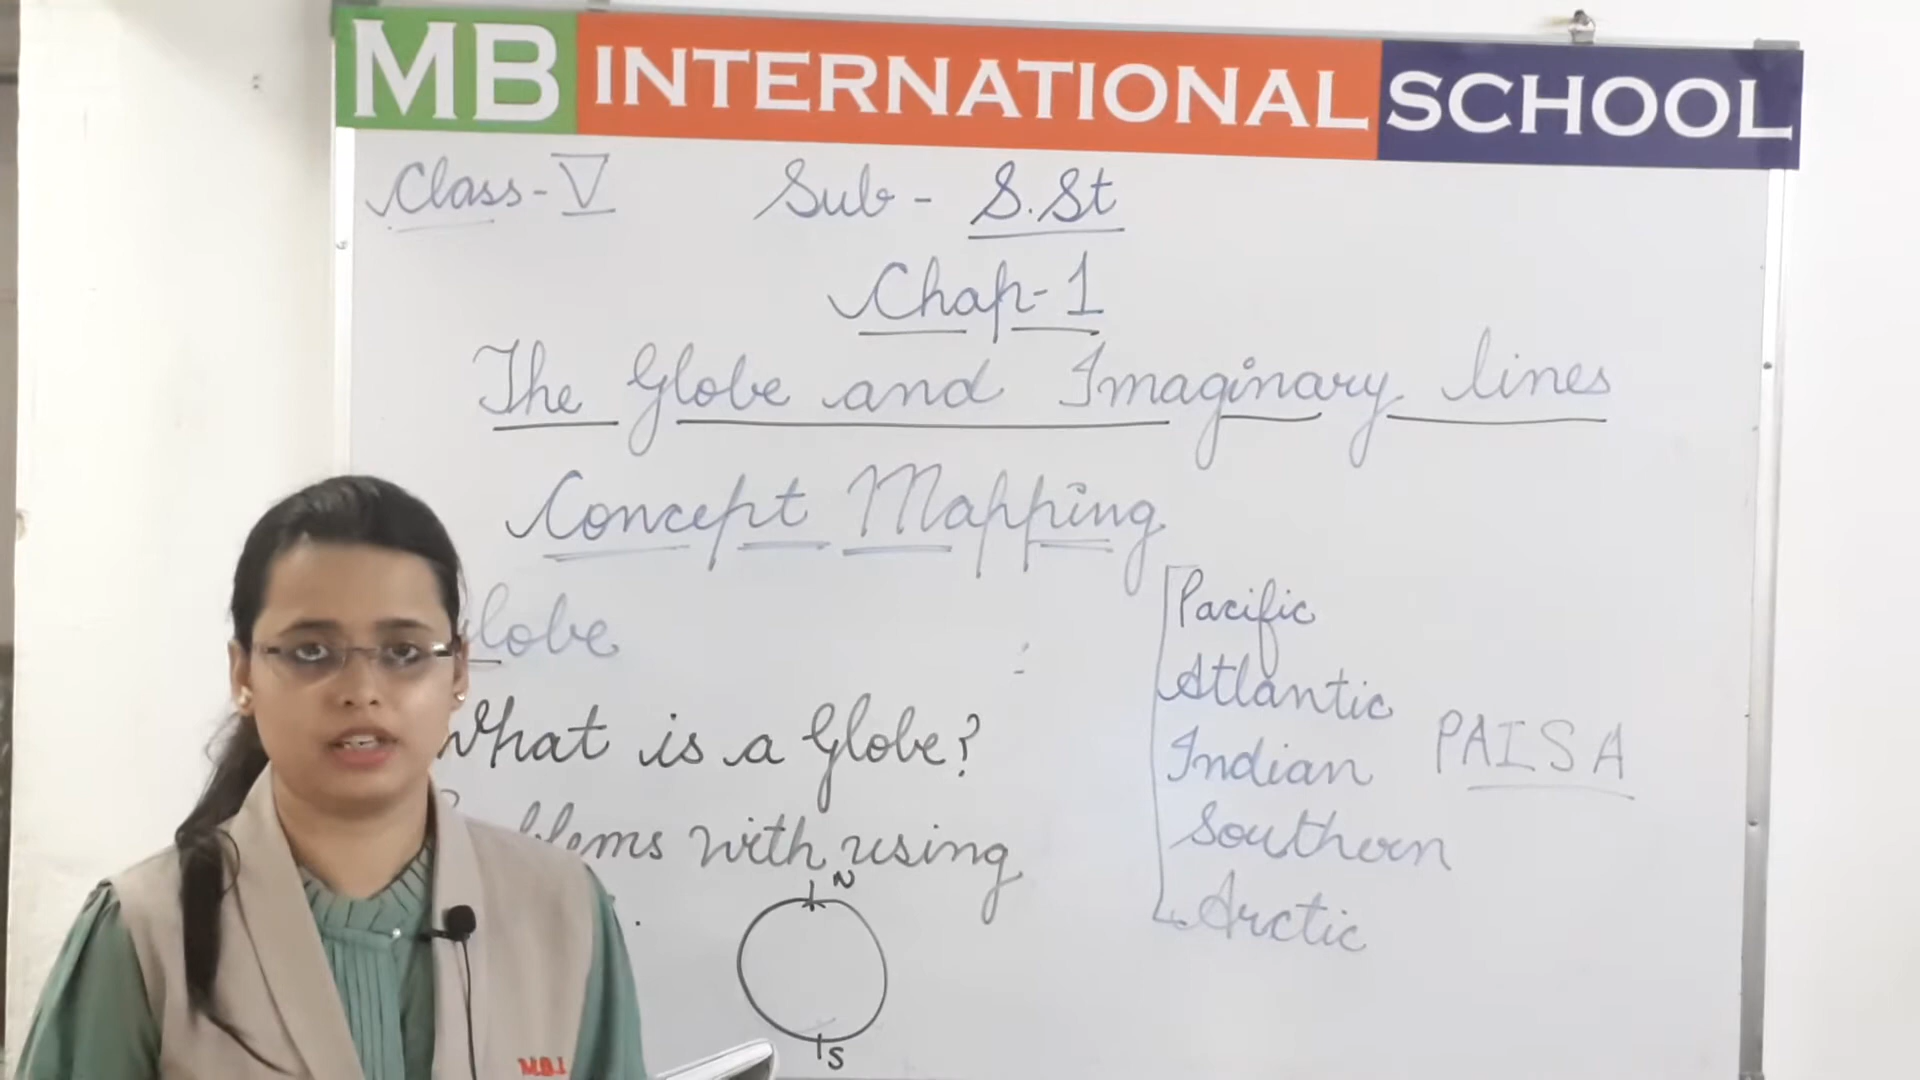 MB INTERNATIONAL SCHOOL
Class-V Sub - S.St
Chap-1
The Globe and Imaginary lines
Concept Mapping
lobe
What is a Globe?
blems with using
N
S
Pacific
Atlantic
Indian
Southern
Arctic
PAISA
M.B.I